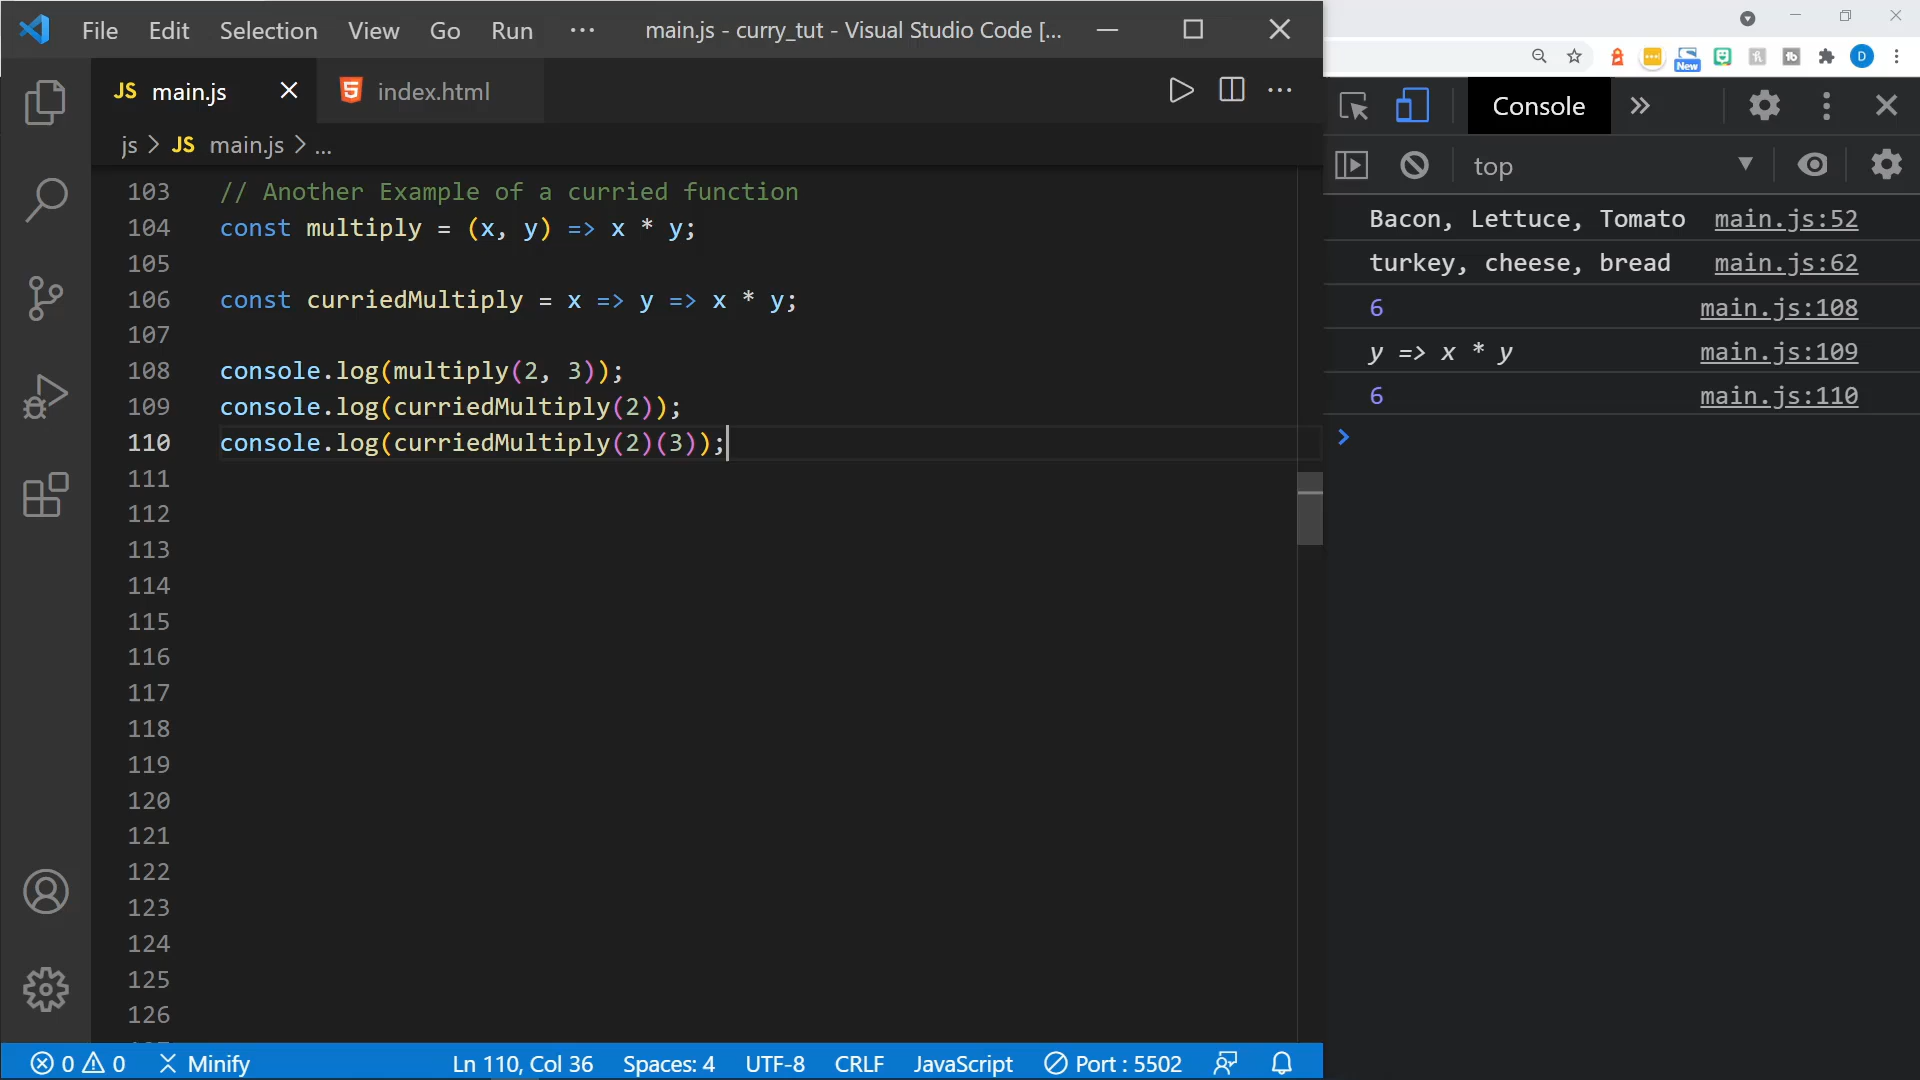 File Edit Selection View Go Run ··· main.js - curry_tut - Visual Studio Code [...
JS main.js index.html
js > JS main.js > ...
103 // Another Example of a curried function
104 const multiply = (x, y) => x * y;
105
106 const curriedMultiply = x => y => x * y;
107
108 console.log(multiply(2, 3));
109 console.log(curriedMultiply(2));
110 console.log(curriedMultiply(2)(3));
111
112
113
114
115
116
117
118
119
120
121
122
123
124
125
126
0 0 Minify Ln 110, Col 36 Spaces: 4 UTF-8 CRLF JavaScript Port : 5502
New D
Console
top
Bacon, Lettuce, Tomato main.js:52
turkey, cheese, bread main.js:62
6 main.js:108
y => x * y main.js:109
6 main.js:110
>